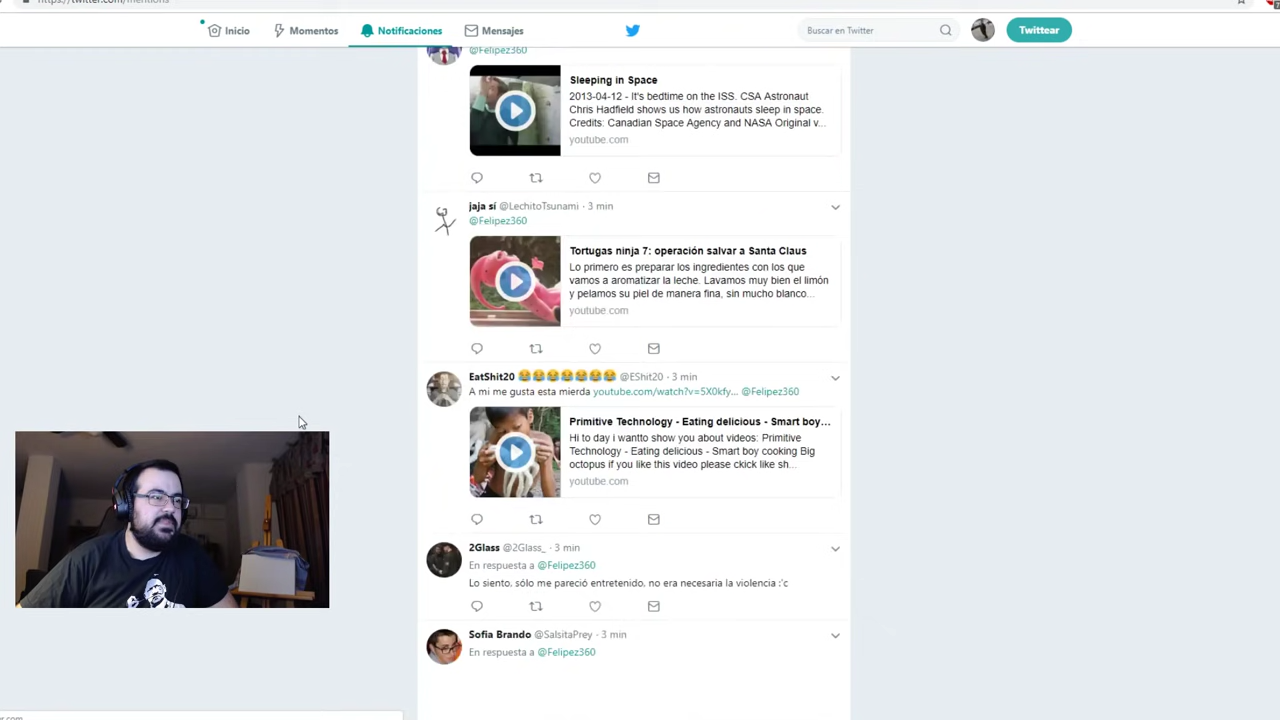 https://twitter.com/mentions
Inicio
Momentos
Notificaciones
Mensajes
Buscar en Twitter
Twittear
@Felipez360
Sleeping in Space
2013-04-12 - It's bedtime on the ISS. CSA Astronaut
Chris Hadfield shows us how astronauts sleep in space.
Credits: Canadian Space Agency and NASA Original v...
youtube.com
jaja sí @LechitoTsunami · 3 min
@Felipez360
Tortugas ninja 7: operación salvar a Santa Claus
Lo primero es preparar los ingredientes con los que
vamos a aromatizar la leche. Lavamos muy bien el limón
y pelamos su piel de manera fina, sin mucho blanco...
youtube.com
EatShit20 😂😂😂😂😂😂😂 @EShit20 · 3 min
A mi me gusta esta mierda youtube.com/watch?v=5X0kfy... @Felipez360
Primitive Technology - Eating delicious - Smart boy...
Hi to day i wantto show you about videos: Primitive
Technology - Eating delicious - Smart boy cooking Big
octopus if you like this video please ckick like sh...
youtube.com
2Glass @2Glass_ · 3 min
En respuesta a @Felipez360
Lo siento, sólo me pareció entretenido, no era necesaria la violencia :'c
Sofia Brando @SalsitaPrey · 3 min
En respuesta a @Felipez360